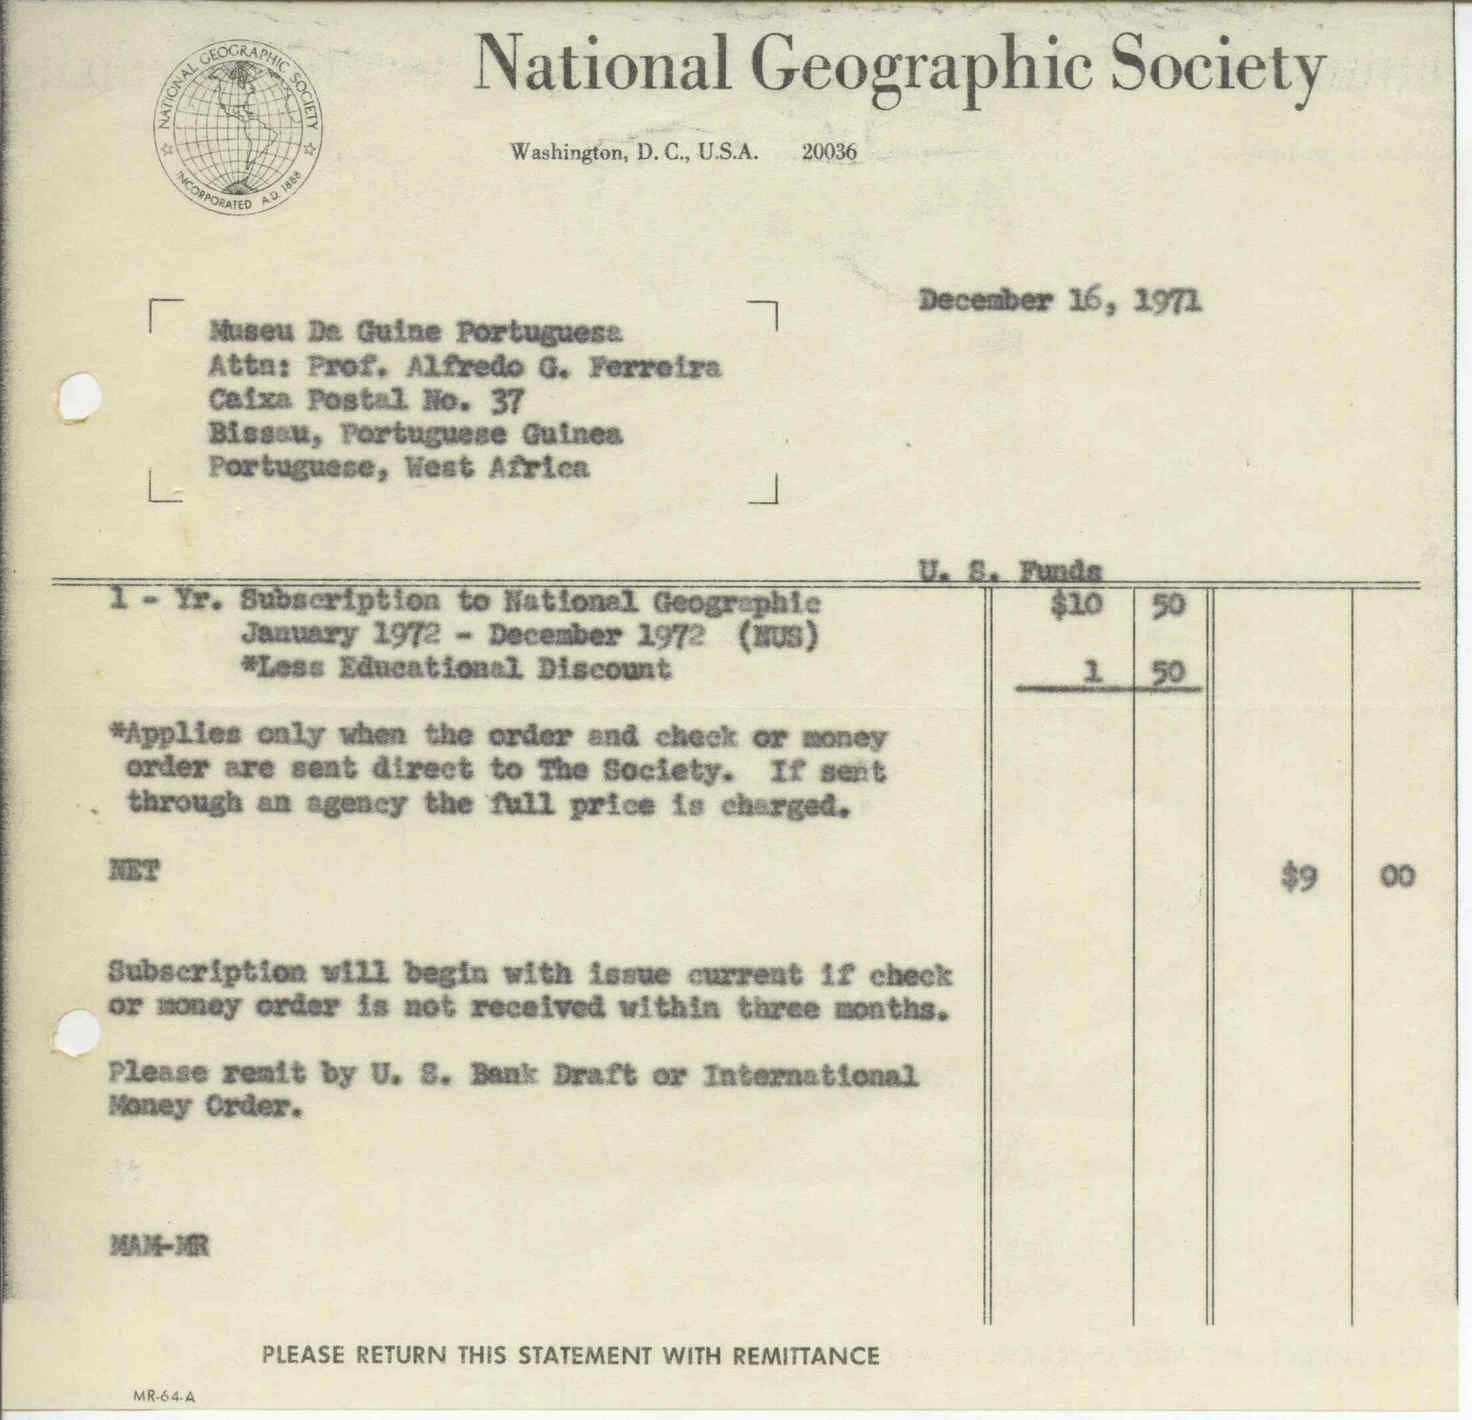 National Geographic Society
NATIONAL GEOGRAPHIC SOCIETY
INCORPORATED A.D. 1888
Washington, D. C., U.S.A. 20036
December 16, 1971
Museu Da Guine Portuguesa
Attn: Prof. Alfredo G. Ferreira
Caixa Postal No. 37
Bissau, Portuguese Guinea
Portuguese, West Africa
U. S. Funds
1 - Yr. Subscription to National Geographic $10 50
January 1972 - December 1972 (NUS)
*Less Educational Discount 1 50
*Applies only when the order and check or money
order are sent direct to The Society. If sent
through an agency the full price is charged.
NET $9 00
Subscription will begin with issue current if check
or money order is not received within three months.
Please remit by U. S. Bank Draft or International
Money Order.
MAM-MR
PLEASE RETURN THIS STATEMENT WITH REMITTANCE
MR-64-A